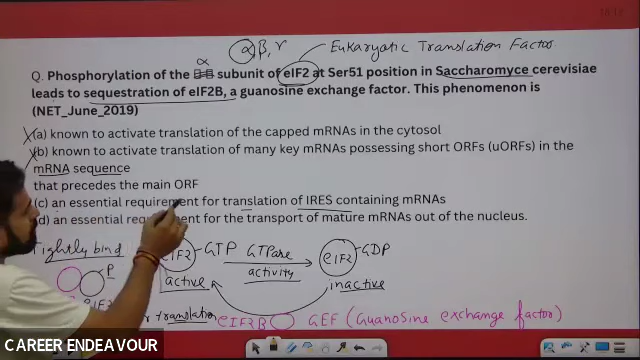 α β, γ Eukaryotic Translation Factor
α
Q. Phosphorylation of the subunit of eIF2 at Ser51 position in Saccharomyce cerevisiae
leads to sequestration of eIF2B, a guanosine exchange factor. This phenomenon is
(NET_June_2019)
(a) known to activate translation of the capped mRNAs in the cytosol
(b) known to activate translation of many key mRNAs possessing short ORFs (uORFs) in the
mRNA sequence
that precedes the main ORF
(c) an essential requirement for translation of IRES containing mRNAs
(d) an essential requirement for the transport of mature mRNAs out of the nucleus.
Tightly bind eIF2 GTP GTPase activity eIF2 GDP
P active inactive
translation eIF2B GEF (Guanosine exchange factor)
CAREER ENDEAVOUR